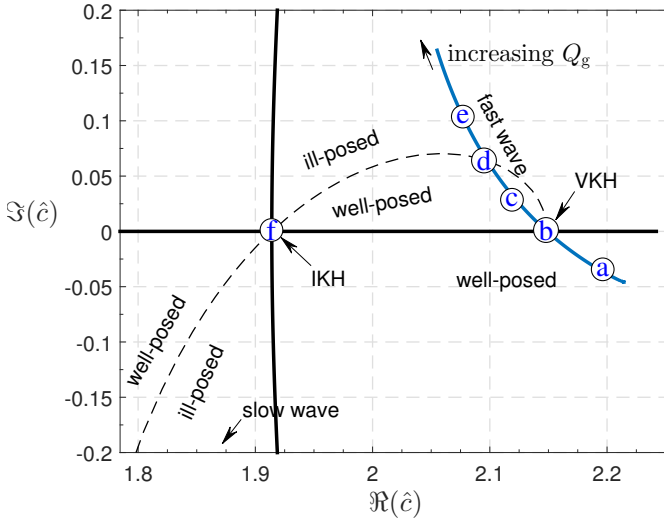 0.2
0.15
0.1
0.05
0
-0.05
-0.1
-0.15
-0.2
ℑ(ĉ)
increasing Q_g
fast wave
e
d
c
b
a
f
VKH
IKH
ill-posed
well-posed
well-posed
well-posed
ill-posed
slow wave
1.8
1.9
2
2.1
2.2
ℜ(ĉ)